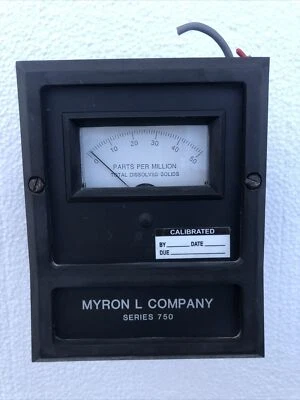 0 10 20 30 40 50
PARTS PER MILLION
TOTAL DISSOLVED SOLIDS
CALIBRATED
BY DATE
DUE
MYRON L COMPANY
SERIES 750